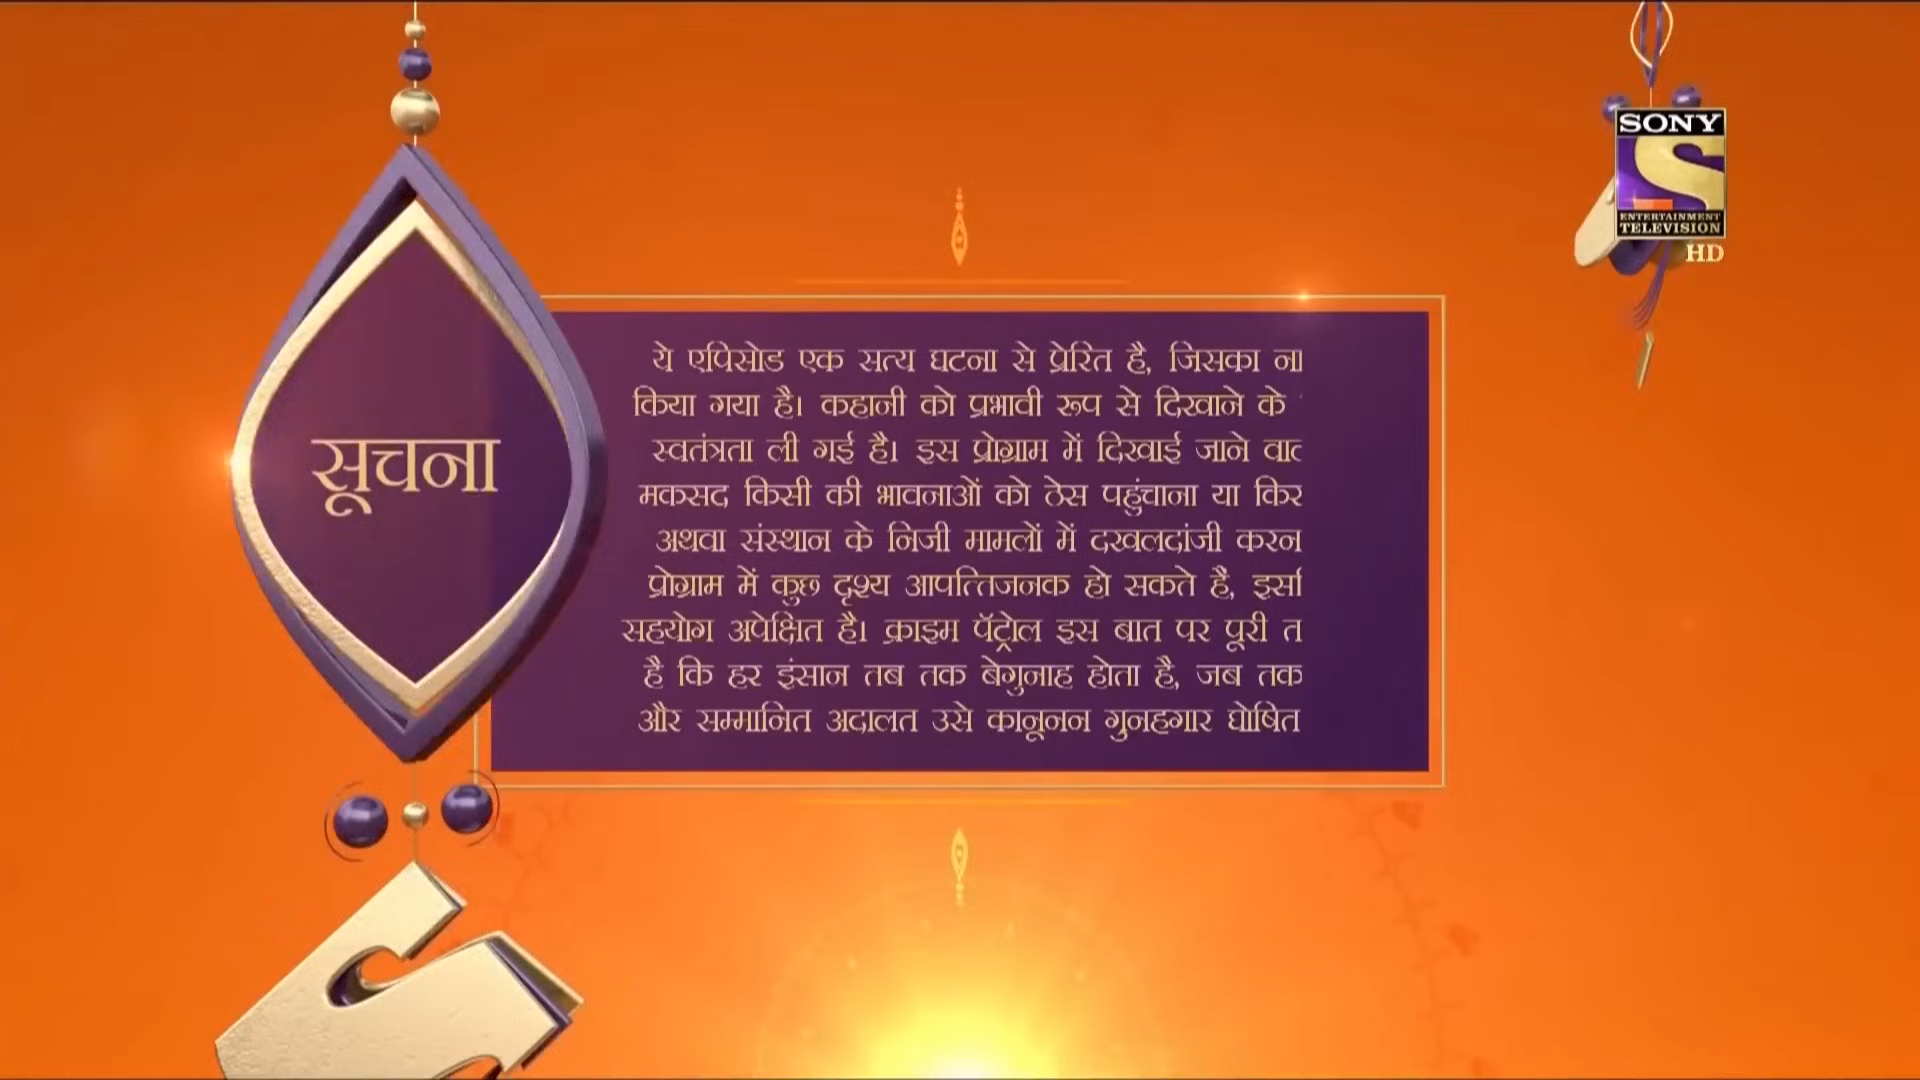 SONY
ENTERTAINMENT
TELEVISION
HD
सूचना
ये एपिसोड एक सत्य घटना से प्रेरित है, जिसका ना
किया गया है। कहानी को प्रभावी रूप से दिखाने के
स्वतंत्रता ली गई है। इस प्रोग्राम में दिखाई जाने
मकसद किसी की भावनाओं को ठेस पहुंचाना या
अथवा संस्थान के निजी मामलों में दखलदांजी करन
प्रोग्राम में कुछ दृश्य आपत्तिजनक हो सकते हैं,
सहयोग अपेक्षित है। क्राइम पॅट्रोल इस बात पर पूरी त
है कि हर इंसान तब तक बेगुनाह होता है, जब तक
और सम्मानित अदालत उसे कानूनन गुनहगार घोषित